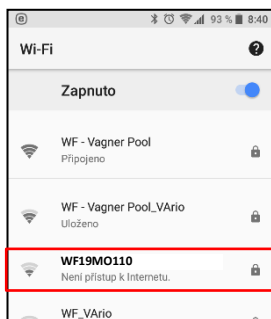 93 % 8:40
Wi-Fi
Zapnuto
WF - Vagner Pool
Připojeno
WF - Vagner Pool_VArio
Uloženo
WF19MO110
Není přístup k Internetu.
WF_VArio